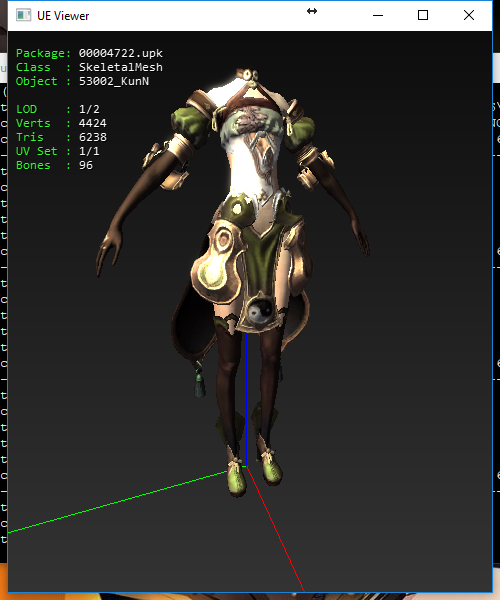 UE Viewer
Package: 00004722.upk
Class : SkeletalMesh
Object : 53002_KunN
LOD : 1/2
Verts : 4424
Tris : 6238
UV Set : 1/1
Bones : 96